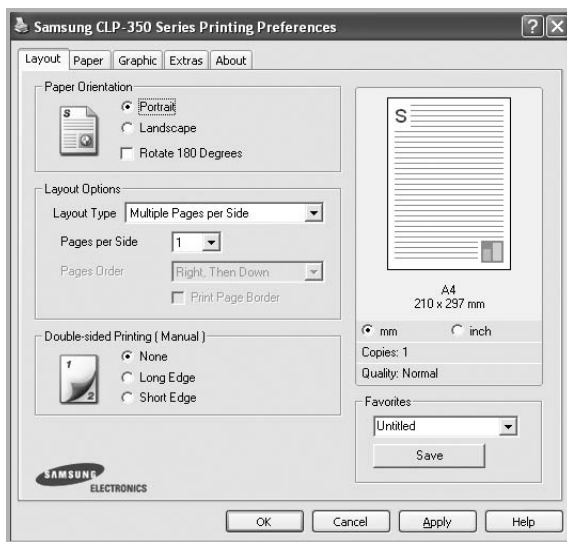 Samsung CLP-350 Series Printing Preferences
Layout Paper Graphic Extras About
Paper Orientation
S
Portrait
Landscape
Rotate 180 Degrees
Layout Options
Layout Type Multiple Pages per Side
Pages per Side 1
Pages Order Right, Then Down
Print Page Border
Double-sided Printing ( Manual )
1
2
None
Long Edge
Short Edge
SAMSUNG
ELECTRONICS
S
A4
210 x 297 mm
mm inch
Copies: 1
Quality: Normal
Favorites
Untitled
Save
OK Cancel Apply Help